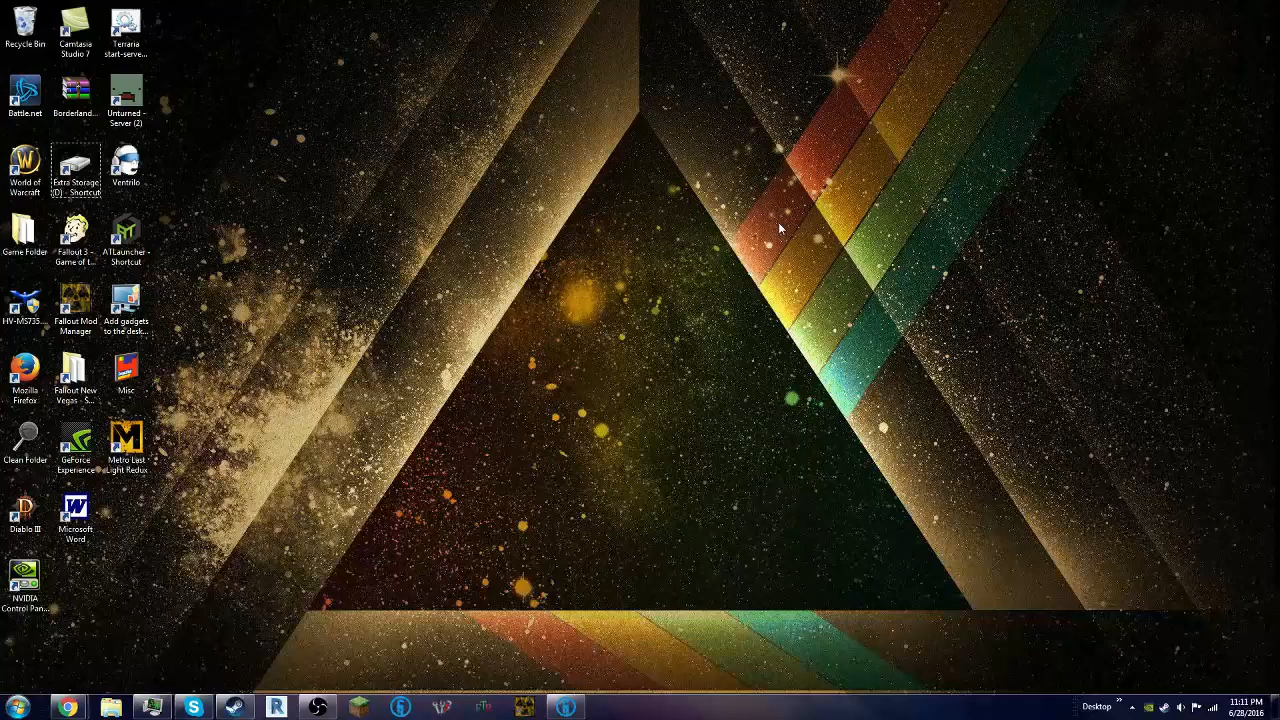 Recycle Bin
Camtasia
Studio 7
Terraria
start-serve...
Battle.net
Borderland...
Unturned -
Server (2)
World of
Warcraft
Extra Storage
(D) - Shortcut
Ventrilo
Game Folder
Fallout 3 -
Game of t...
ATLauncher -
Shortcut
HV-MS735...
Fallout Mod
Manager
Add gadgets
to the desk...
Mozilla
Firefox
Fallout New
Vegas - S...
Misc
Clean Folder
GeForce
Experience
Metro Last
Light Redux
Diablo III
Microsoft
Word
NVIDIA
Control Pan...
Desktop
11:11 PM
6/28/2016